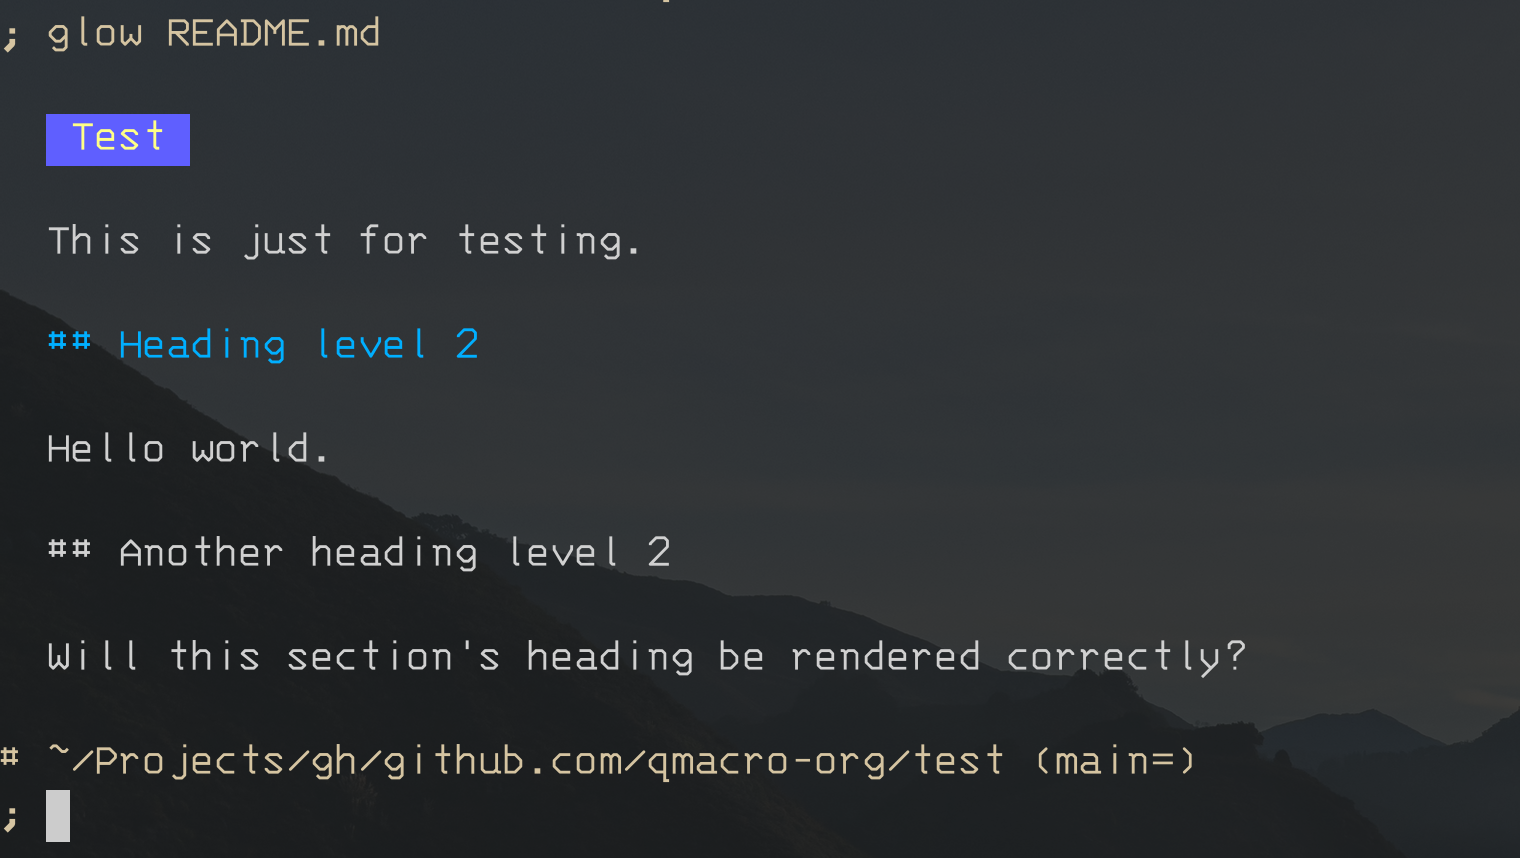 ; glow README.md
Test
This is just for testing.
## Heading level 2
Hello world.
## Another heading level 2
Will this section's heading be rendered correctly?
# ~/Projects/gh/github.com/qmacro-org/test (main=)
;